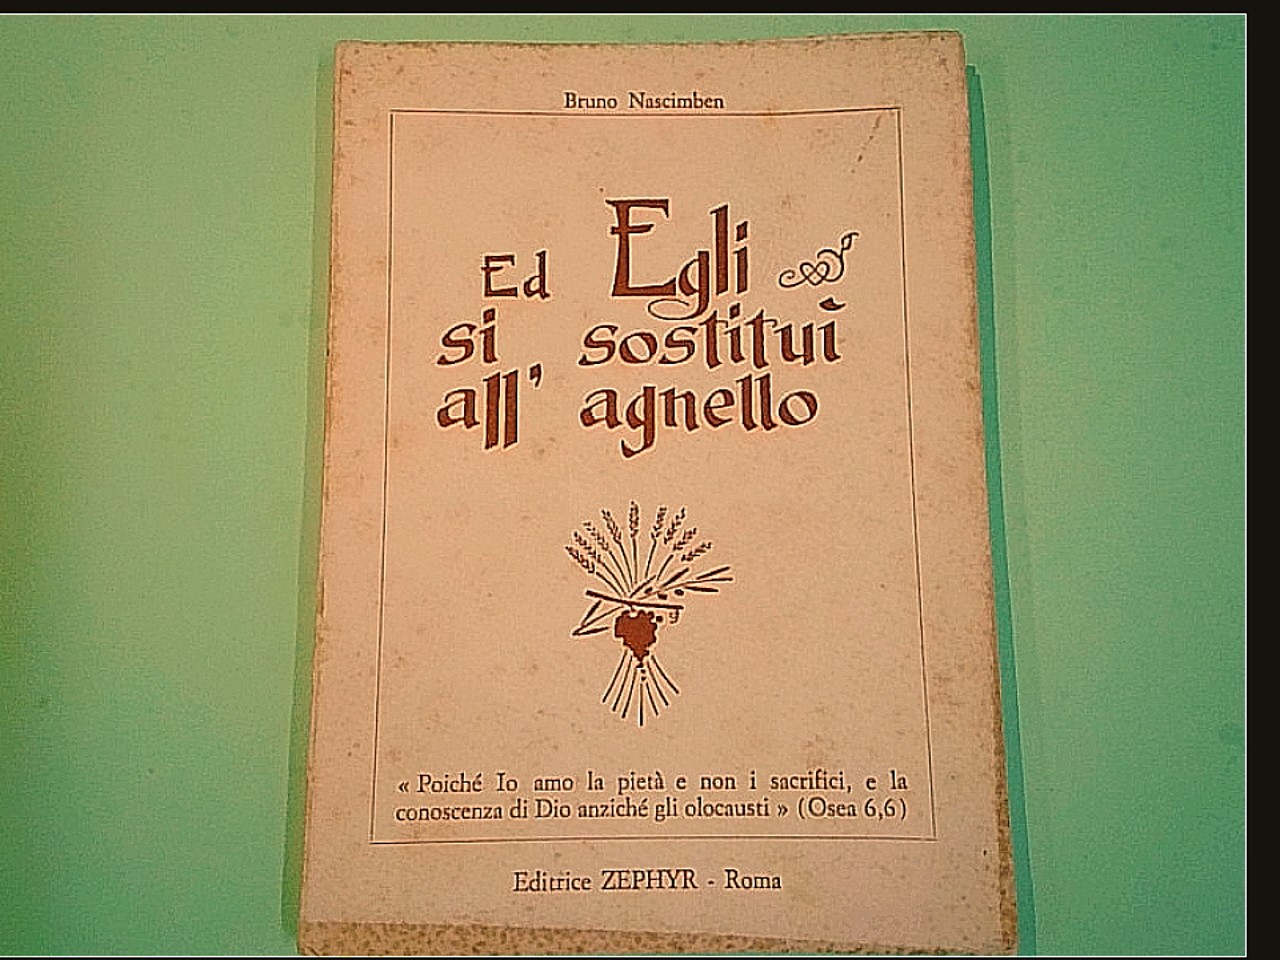 Bruno Nascimben
Ed Egli
si sostituì
all' agnello
« Poiché Io amo la pietà e non i sacrifici, e la
conoscenza di Dio anziché gli olocausti » (Osea 6,6)
Editrice ZEPHYR - Roma